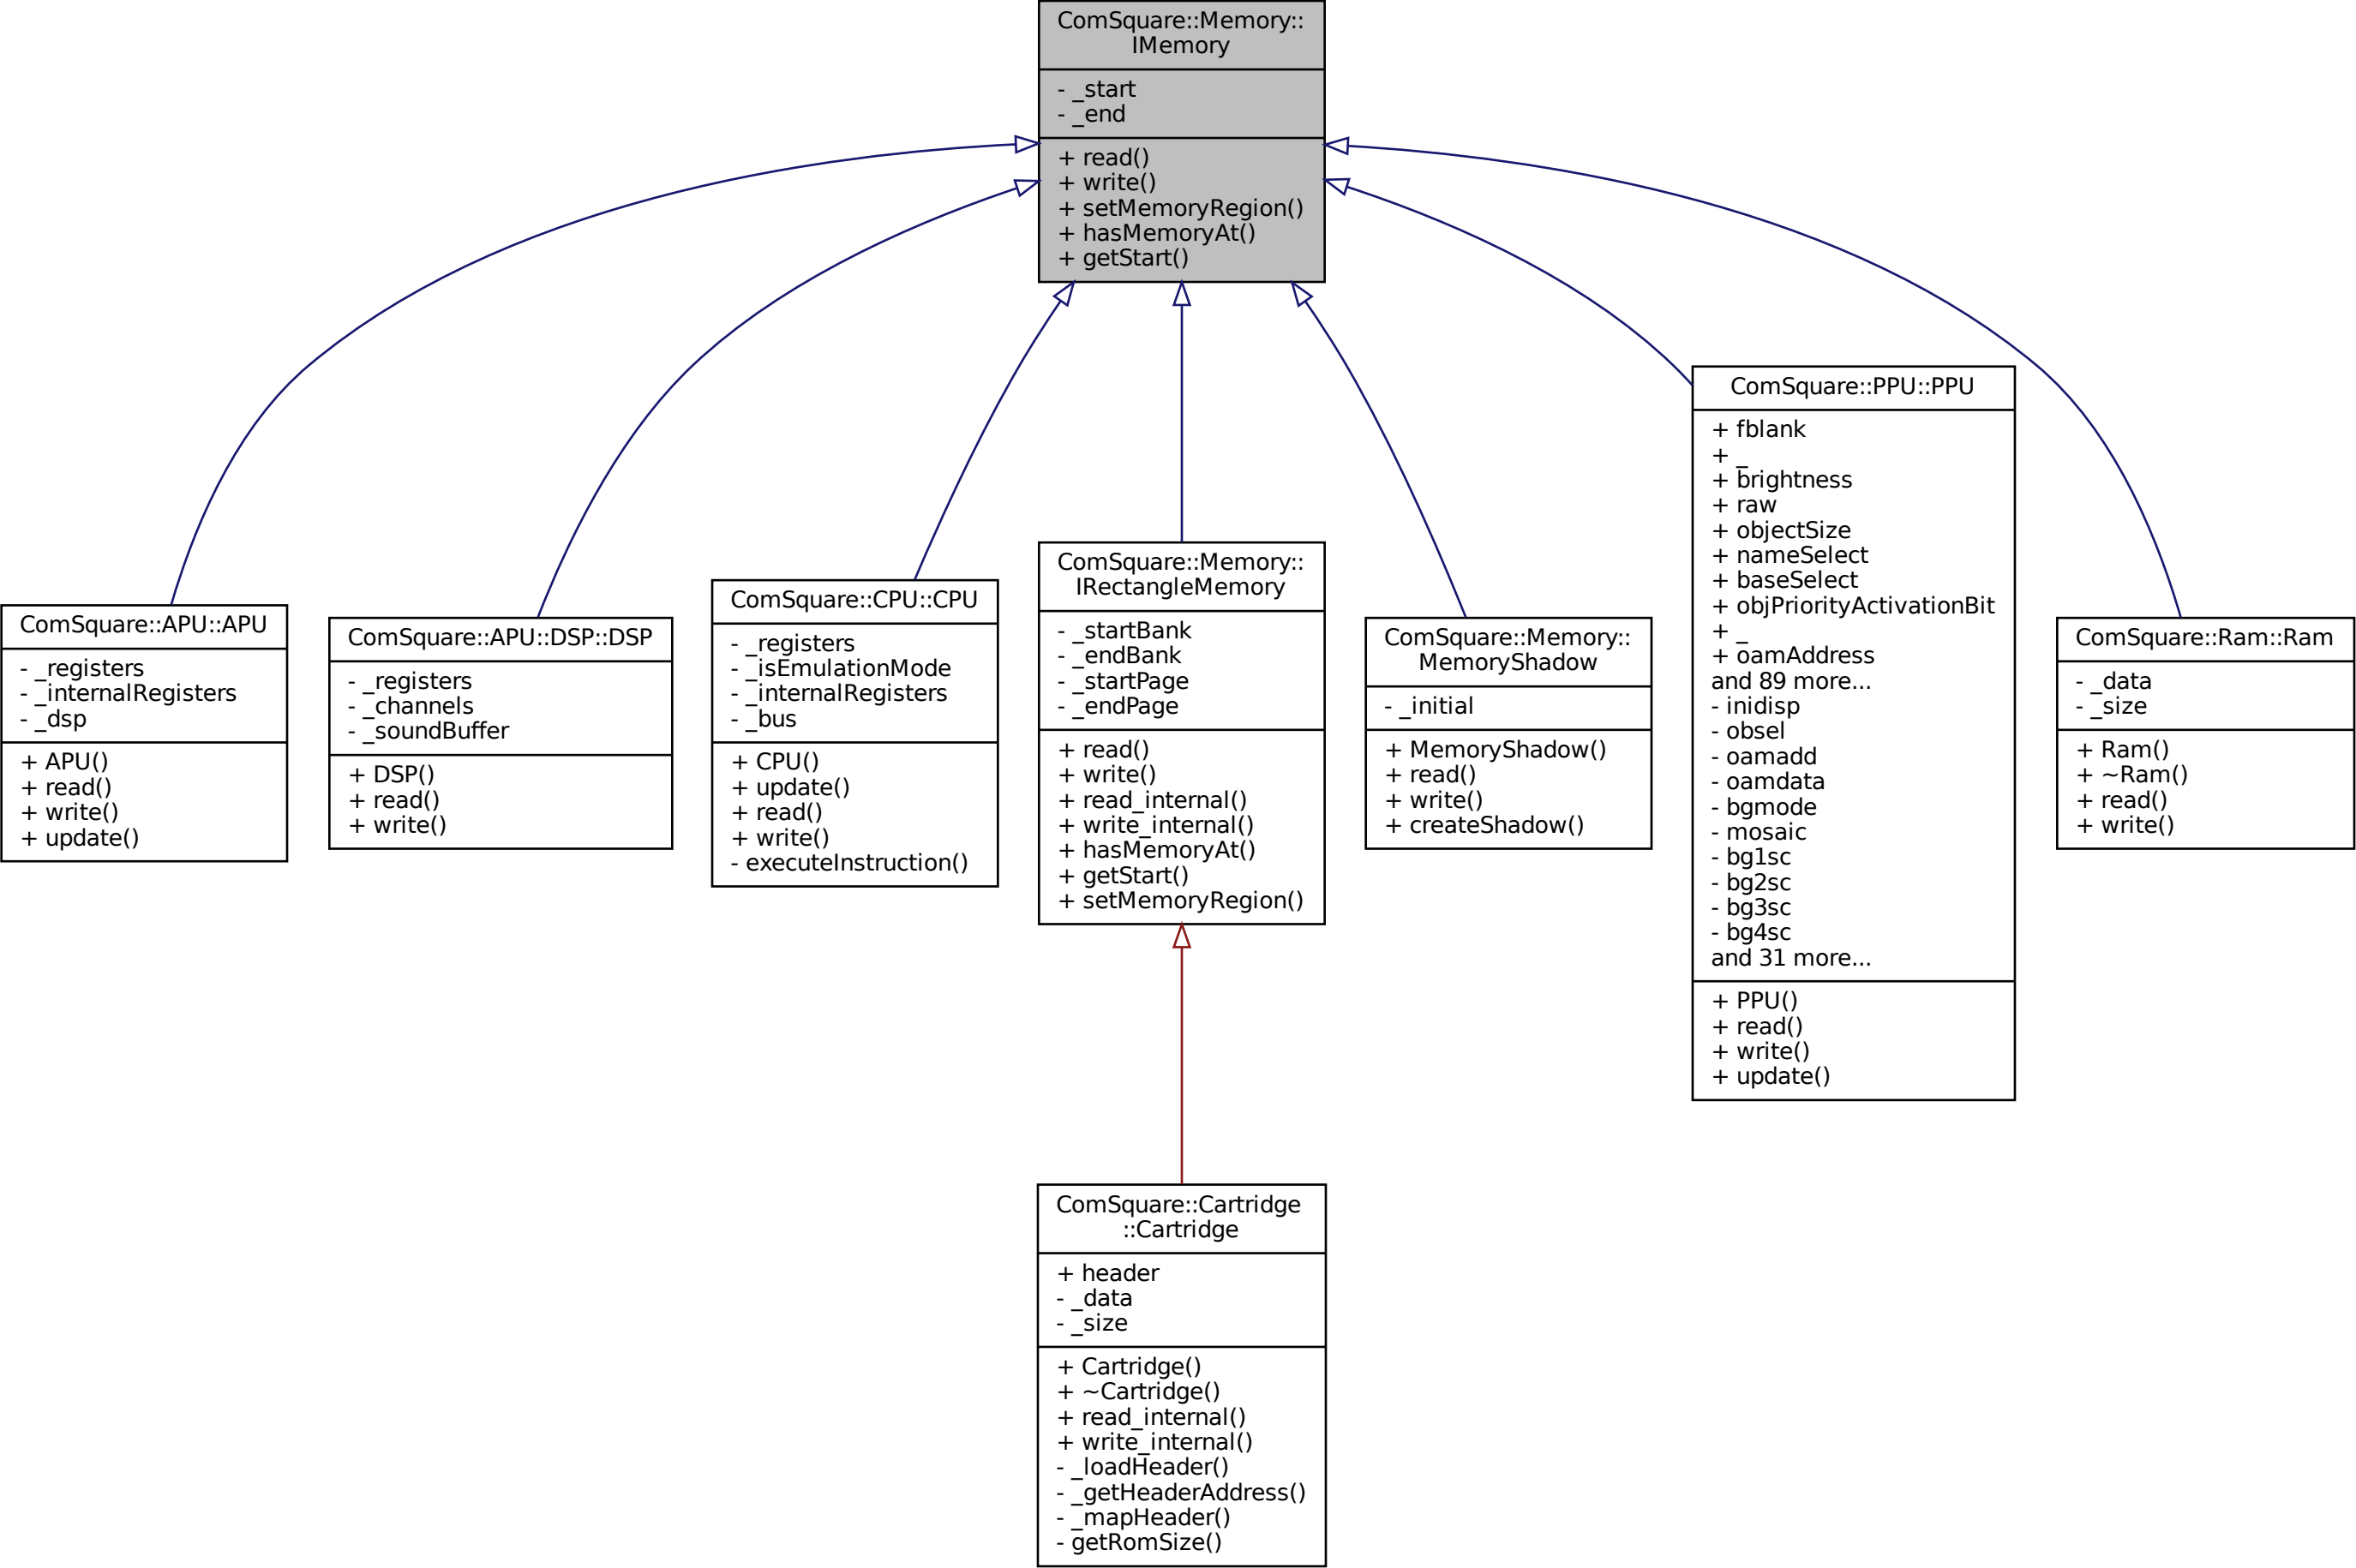 ComSquare::Memory::
IMemory
- _start
- _end
+ read()
+ write()
+ setMemoryRegion()
+ hasMemoryAt()
+ getStart()
ComSquare::APU::APU
- _registers
- _internalRegisters
- _dsp
+ APU()
+ read()
+ write()
+ update()
ComSquare::APU::DSP::DSP
- _registers
- _channels
- _soundBuffer
+ DSP()
+ read()
+ write()
ComSquare::CPU::CPU
- _registers
- _isEmulationMode
- _internalRegisters
- _bus
+ CPU()
+ update()
+ read()
+ write()
- executeInstruction()
ComSquare::Memory::
IRectangleMemory
- _startBank
- _endBank
- _startPage
- _endPage
+ read()
+ write()
+ read_internal()
+ write_internal()
+ hasMemoryAt()
+ getStart()
+ setMemoryRegion()
ComSquare::Memory::
MemoryShadow
- _initial
+ MemoryShadow()
+ read()
+ write()
+ createShadow()
ComSquare::PPU::PPU
+ fblank
+ _
+ brightness
+ raw
+ objectSize
+ nameSelect
+ baseSelect
+ objPriorityActivationBit
+ _
+ oamAddress
and 89 more...
- inidisp
- obsel
- oamadd
- oamdata
- bgmode
- mosaic
- bg1sc
- bg2sc
- bg3sc
- bg4sc
and 31 more...
+ PPU()
+ read()
+ write()
+ update()
ComSquare::Ram::Ram
- _data
- _size
+ Ram()
+ ~Ram()
+ read()
+ write()
ComSquare::Cartridge
::Cartridge
+ header
- _data
- _size
+ Cartridge()
+ ~Cartridge()
+ read_internal()
+ write_internal()
- _loadHeader()
- _getHeaderAddress()
- _mapHeader()
- getRomSize()